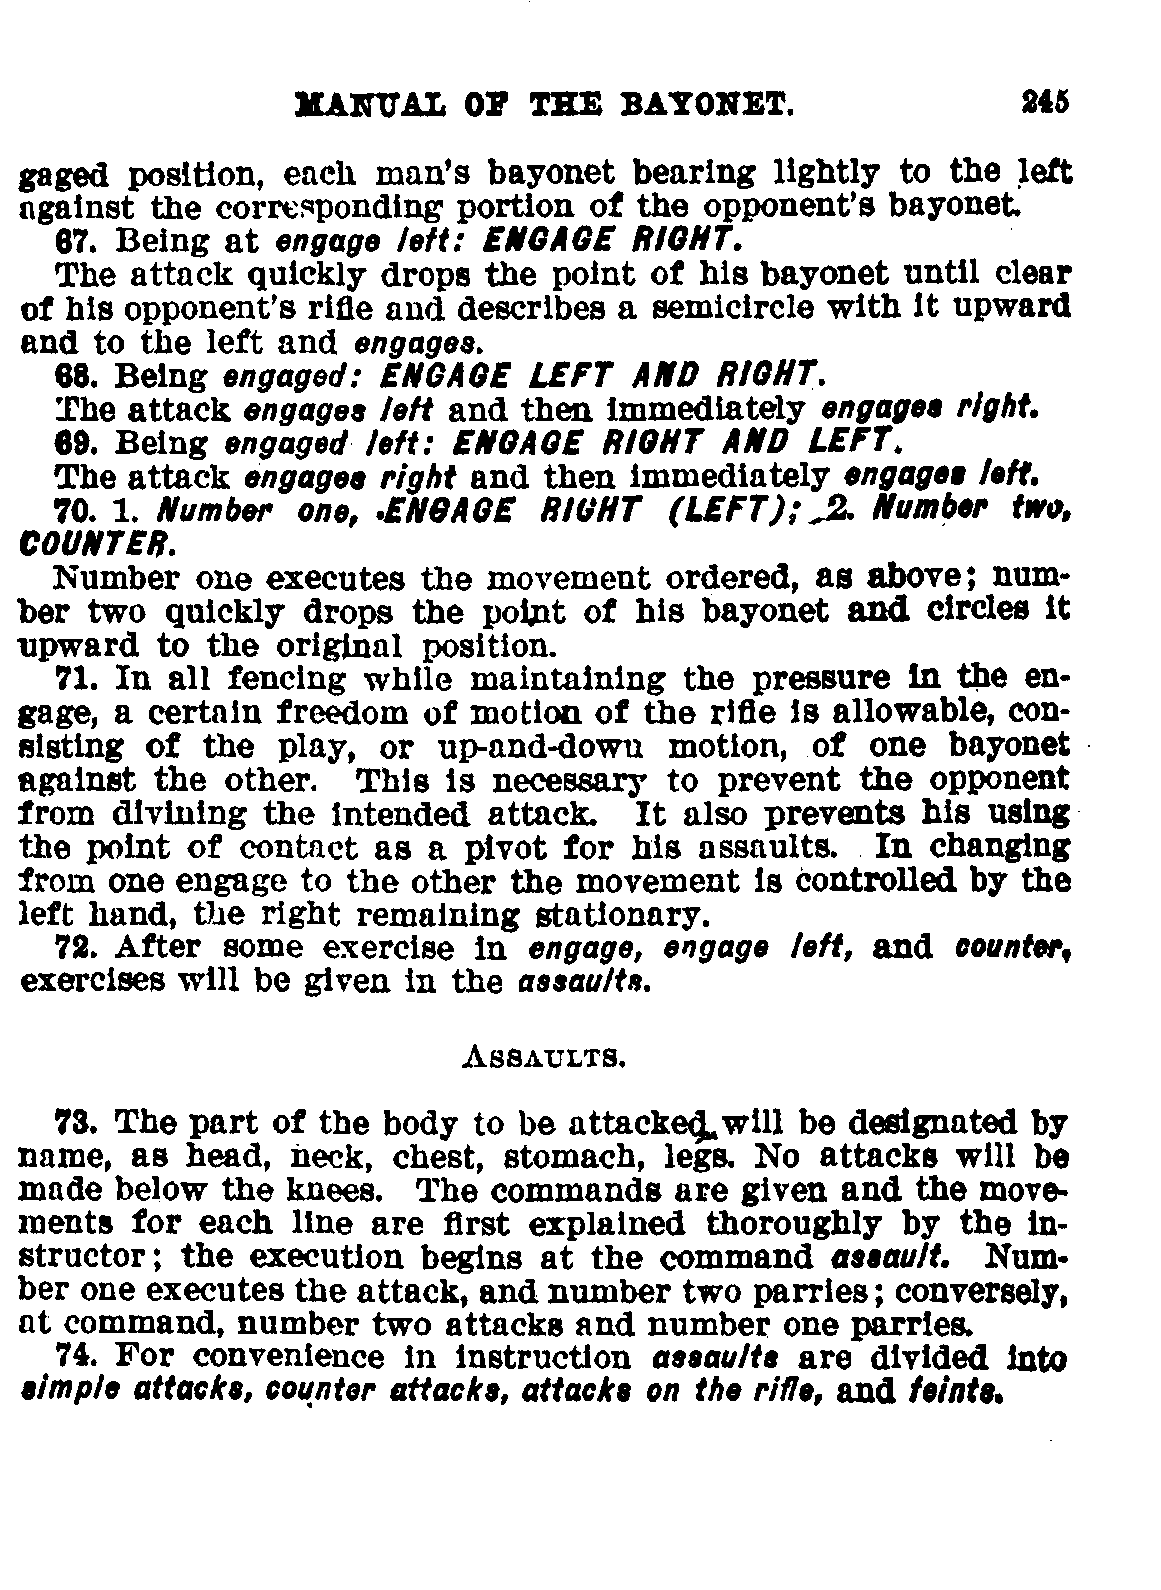 MANUAL OF THE BAYONET. 245
gaged position, each man's bayonet bearing lightly to the left
against the corresponding portion of the opponent's bayonet.
67. Being at engage left: ENGAGE RIGHT.
The attack quickly drops the point of his bayonet until clear
of his opponent's rifle and describes a semicircle with it upward
and to the left and engages.
68. Being engaged: ENGAGE LEFT AND RIGHT.
The attack engages left and then immediately engages right.
69. Being engaged left: ENGAGE RIGHT AND LEFT.
The attack engages right and then immediately engages left.
70. 1. Number one, ENGAGE RIGHT (LEFT); 2. Number two,
COUNTER.
Number one executes the movement ordered, as above; num-
ber two quickly drops the point of his bayonet and circles it
upward to the original position.
71. In all fencing while maintaining the pressure in the en-
gage, a certain freedom of motion of the rifle is allowable, con-
sisting of the play, or up-and-down motion, of one bayonet
against the other. This is necessary to prevent the opponent
from divining the intended attack. It also prevents his using
the point of contact as a pivot for his assaults. In changing
from one engage to the other the movement is controlled by the
left hand, the right remaining stationary.
72. After some exercise in engage, engage left, and counter,
exercises will be given in the assaults.
ASSAULTS.
73. The part of the body to be attacked will be designated by
name, as head, neck, chest, stomach, legs. No attacks will be
made below the knees. The commands are given and the move-
ments for each line are first explained thoroughly by the in-
structor; the execution begins at the command assault. Num-
ber one executes the attack, and number two parries; conversely,
at command, number two attacks and number one parries.
74. For convenience in instruction assaults are divided into
simple attacks, counter attacks, attacks on the rifle, and feints.